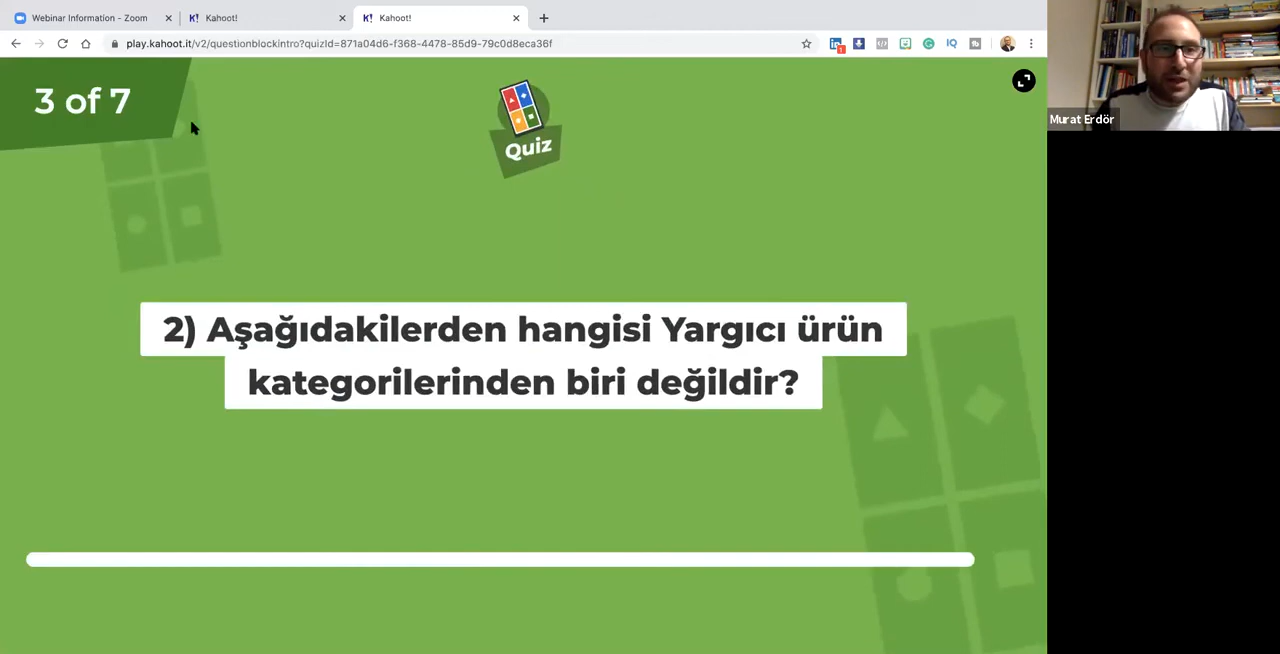 Webinar Information - Zoom
Kahoot!
Kahoot!
play.kahoot.it/v2/questionblockintro?quizId=871a04d6-f368-4478-85d9-79c0d8eca36f
3 of 7
Quiz
2) Aşağıdakilerden hangisi Yargıcı ürün
kategorilerinden biri değildir?
Murat Erdör